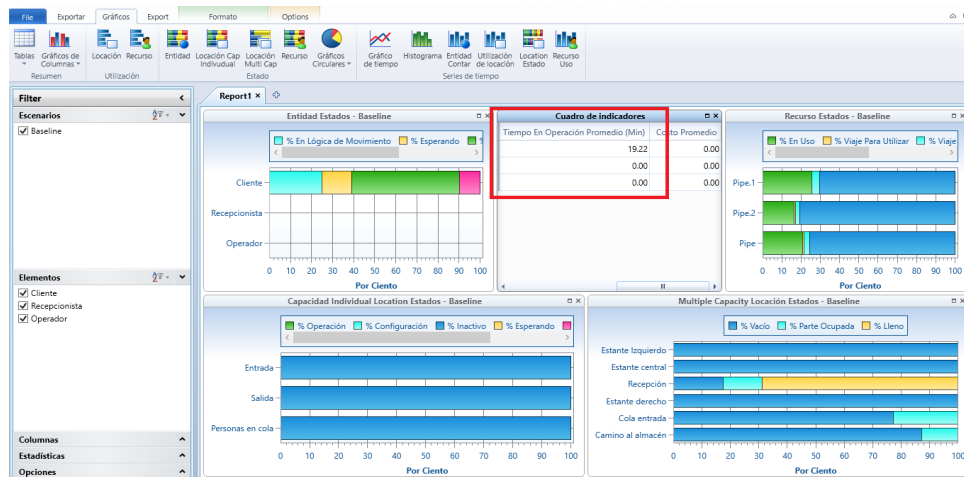 File Exportar Gráficos Export Formato Options
Tablas Gráficos de Columnas Locación Recurso Entidad Locación Cap Indivudual Locación Multi Cap Recurso Gráficos Circulares Gráfico de tiempo Histograma Entidad Contar Utilización de locación Location Estado Recurso Uso
Resumen Utilización Estado Series de tiempo
Filter
Escenarios
Baseline
Elementos
Cliente
Recepcionista
Operador
Columnas
Estadísticas
Opciones
Report1
Entidad Estados - Baseline
% En Lógica de Movimiento % Esperando
Cliente
Recepcionista
Operador
0 10 20 30 40 50 60 70 80 90 100
Por Ciento
Cuadro de indicadores
Tiempo En Operación Promedio (Min) Costo Promedio
19.22 0.00
0.00 0.00
0.00 0.00
Recurso Estados - Baseline
% En Uso % Viaje Para Utilizar % Viaje
Pipe.1
Pipe.2
Pipe
0 10 20 30 40 50 60 70 80 90 100
Por Ciento
Capacidad Individual Location Estados - Baseline
% Operación % Configuración % Inactivo % Esperando
Entrada
Salida
Personas en cola
0 10 20 30 40 50 60 70 80 90 100
Por Ciento
Multiple Capacity Locación Estados - Baseline
% Vacío % Parte Ocupada % Lleno
Estante Izquierdo
Estante central
Recepción
Estante derecho
Cola entrada
Camino al almacén
0 10 20 30 40 50 60 70 80 90 100
Por Ciento